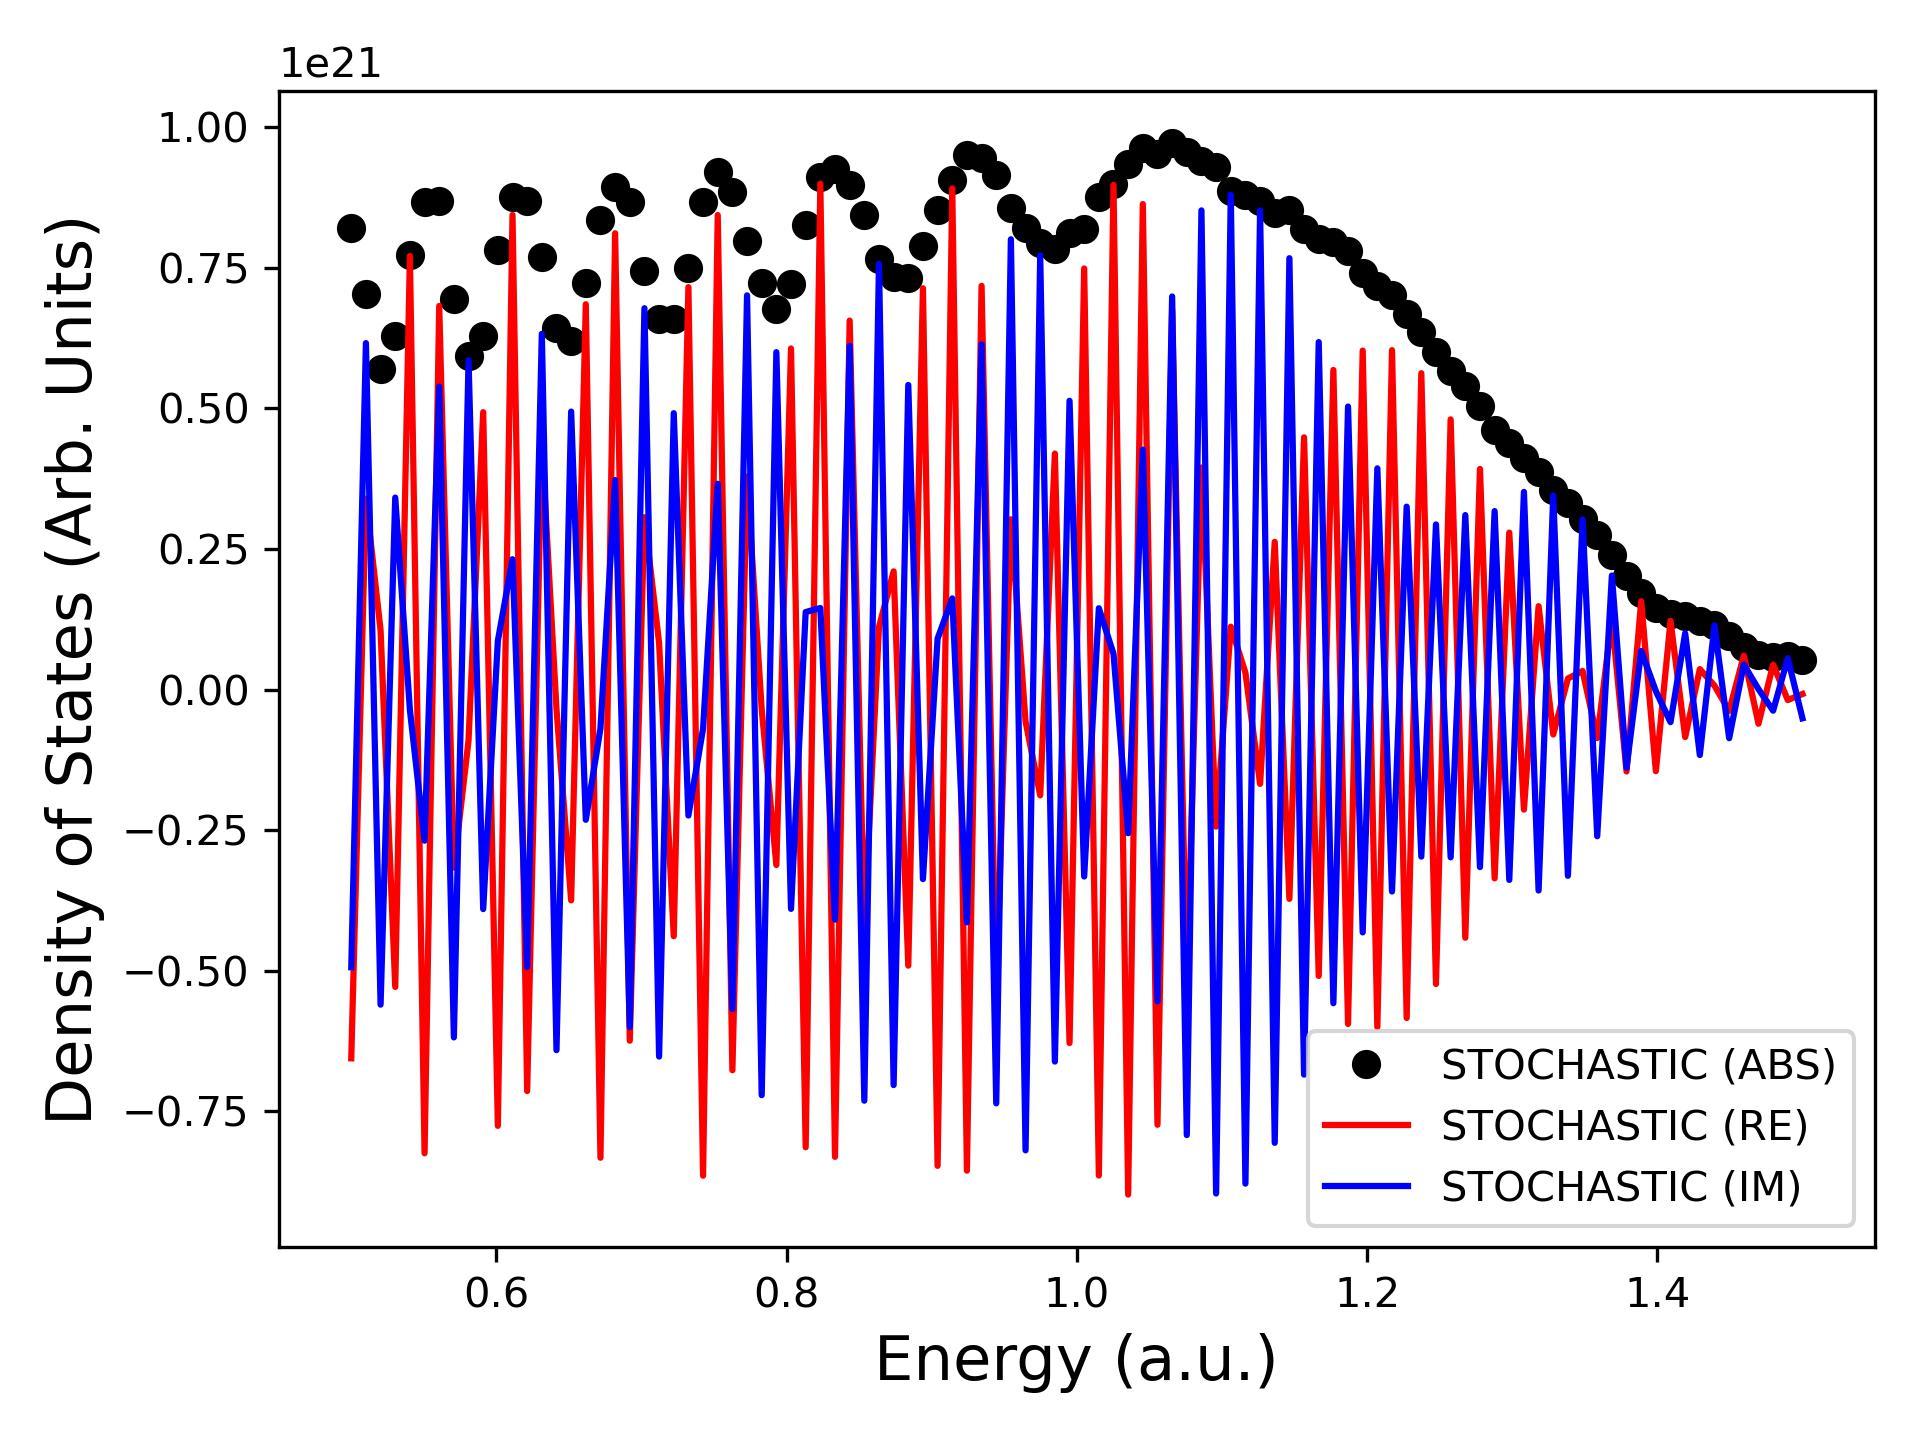 1e21
1.00
0.75
0.50
0.25
0.00
−0.25
−0.50
−0.75
Density of States (Arb. Units)
STOCHASTIC (ABS)
STOCHASTIC (RE)
STOCHASTIC (IM)
0.6 0.8 1.0 1.2 1.4
Energy (a.u.)